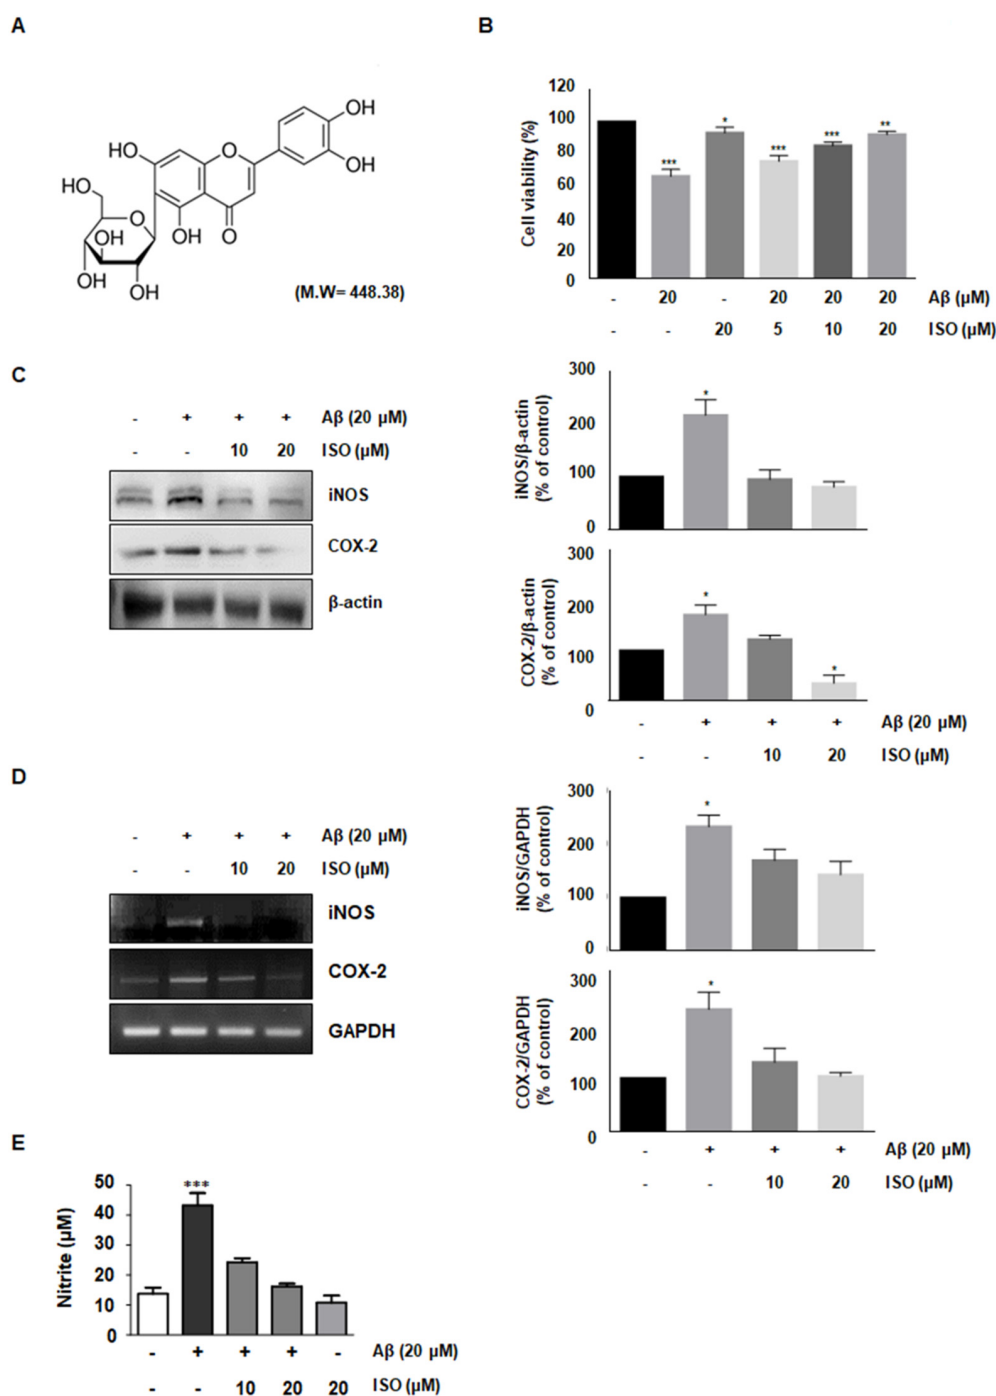 A
OH
HO
O
OH
HO
O
OH
OH
HO
O
HO
OH
(M.W= 448.38)
B
120
100
80
60
40
20
0
Cell viability (%)
***
*
***
***
**
- 20 - 20 20 20 Aβ (μM)
- - 20 5 10 20 ISO (μM)
C
- + + + Aβ (20 μM)
- - 10 20 ISO (μM)
iNOS
COX-2
β-actin
300
200
100
0
iNOS/β-actin
(% of control)
*
300
200
100
0
COX-2/β-actin
(% of control)
*
*
- + + + Aβ (20 μM)
- - 10 20 ISO (μM)
D
- + + + Aβ (20 μM)
- - 10 20 ISO (μM)
iNOS
COX-2
GAPDH
300
200
100
0
iNOS/GAPDH
(% of control)
*
300
200
100
0
COX-2/GAPDH
(% of control)
*
- + + + Aβ (20 μM)
- - 10 20 ISO (μM)
E
50
40
30
20
10
0
Nitrite (μM)
***
- + + + - Aβ (20 μM)
- - 10 20 20 ISO (μM)